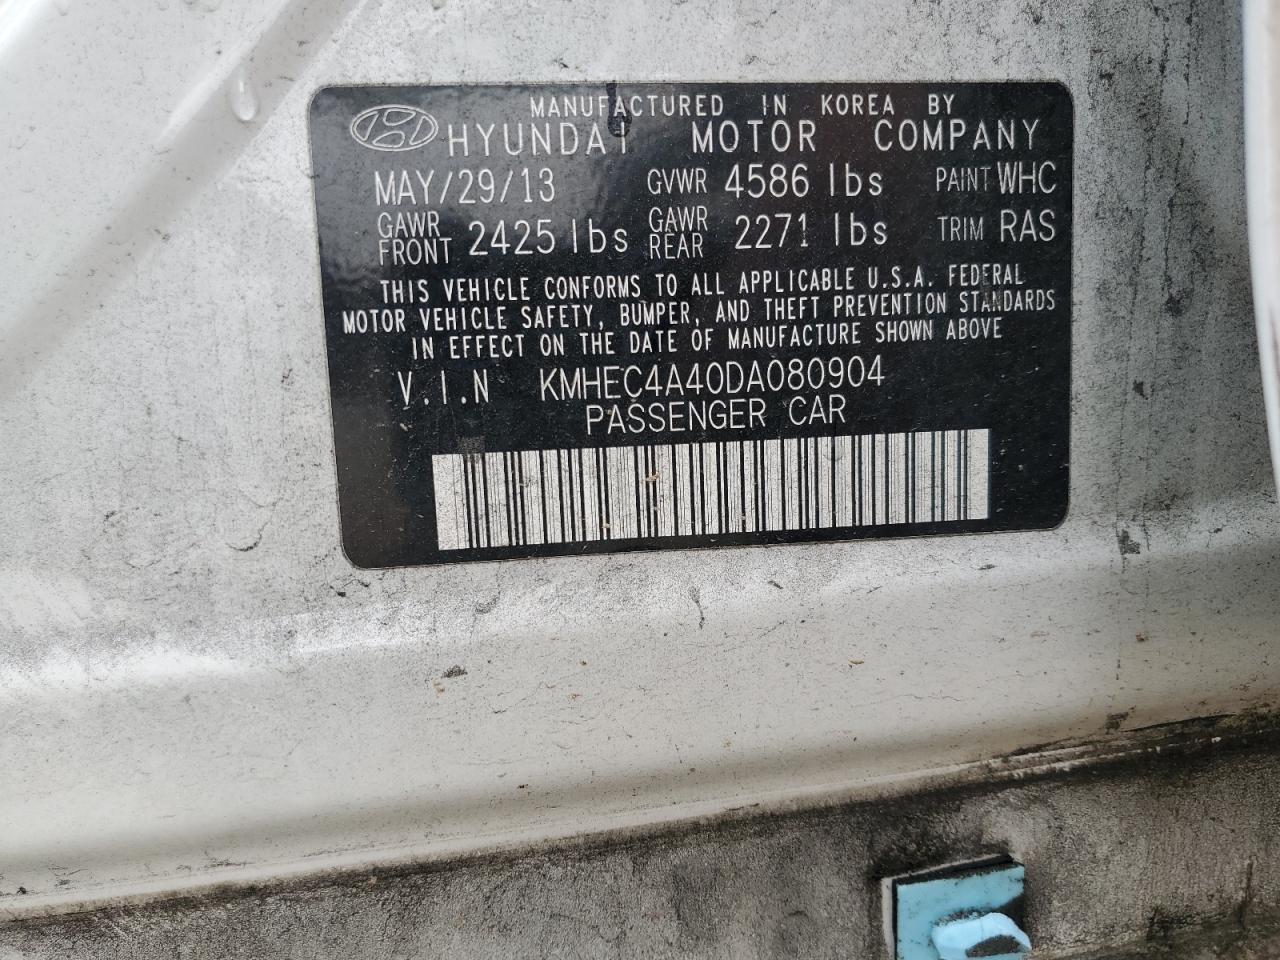 MANUFACTURED IN KOREA BY
HYUNDAI MOTOR COMPANY
MAY/29/13 GVWR 4586 lbs PAINT WHC
GAWR FRONT 2425 lbs GAWR REAR 2271 lbs TRIM RAS
THIS VEHICLE CONFORMS TO ALL APPLICABLE U.S.A. FEDERAL
MOTOR VEHICLE SAFETY, BUMPER, AND THEFT PREVENTION STANDARDS
IN EFFECT ON THE DATE OF MANUFACTURE SHOWN ABOVE
V.I.N KMHEC4A40DA080904
PASSENGER CAR